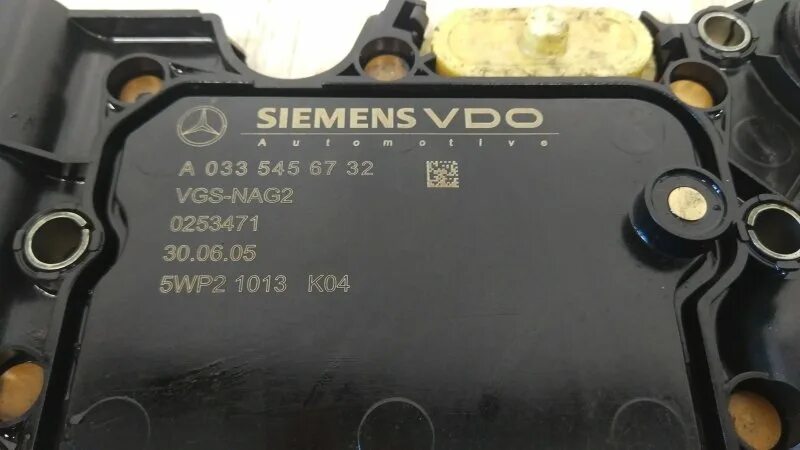 SIEMENS VDO
Automotive
A 033 545 67 32
VGS-NAG2
0253471
30.06.05
5WP2 1013 K04